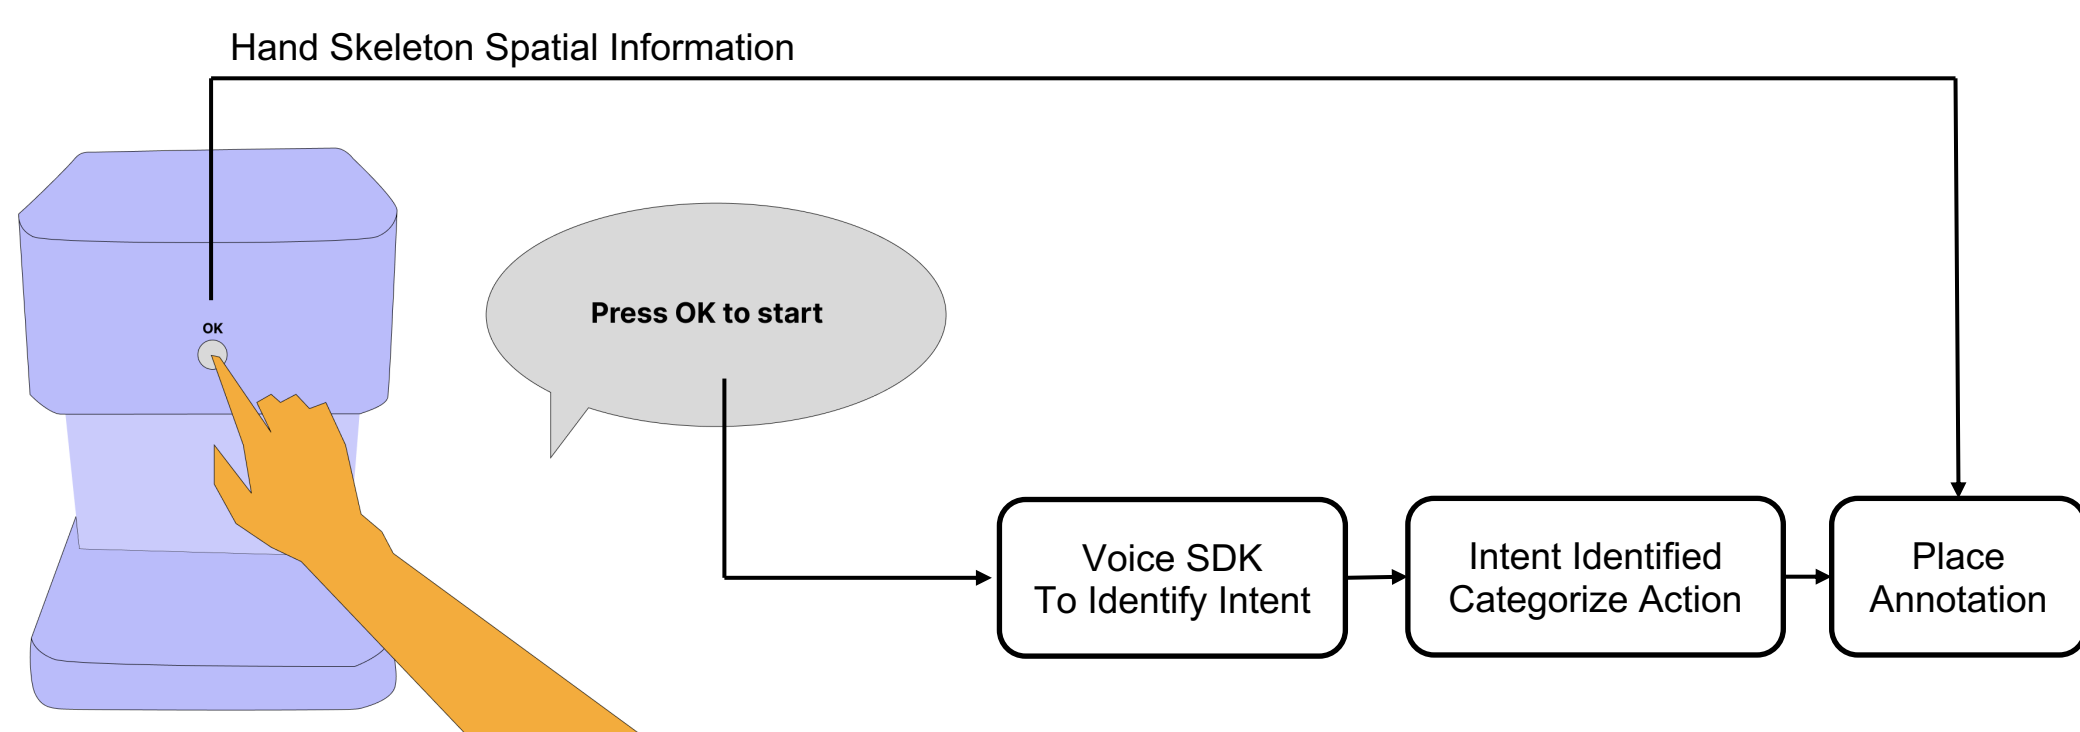 Hand Skeleton Spatial Information
OK
Press OK to start
Voice SDK
To Identify Intent
Intent Identified
Categorize Action
Place
Annotation